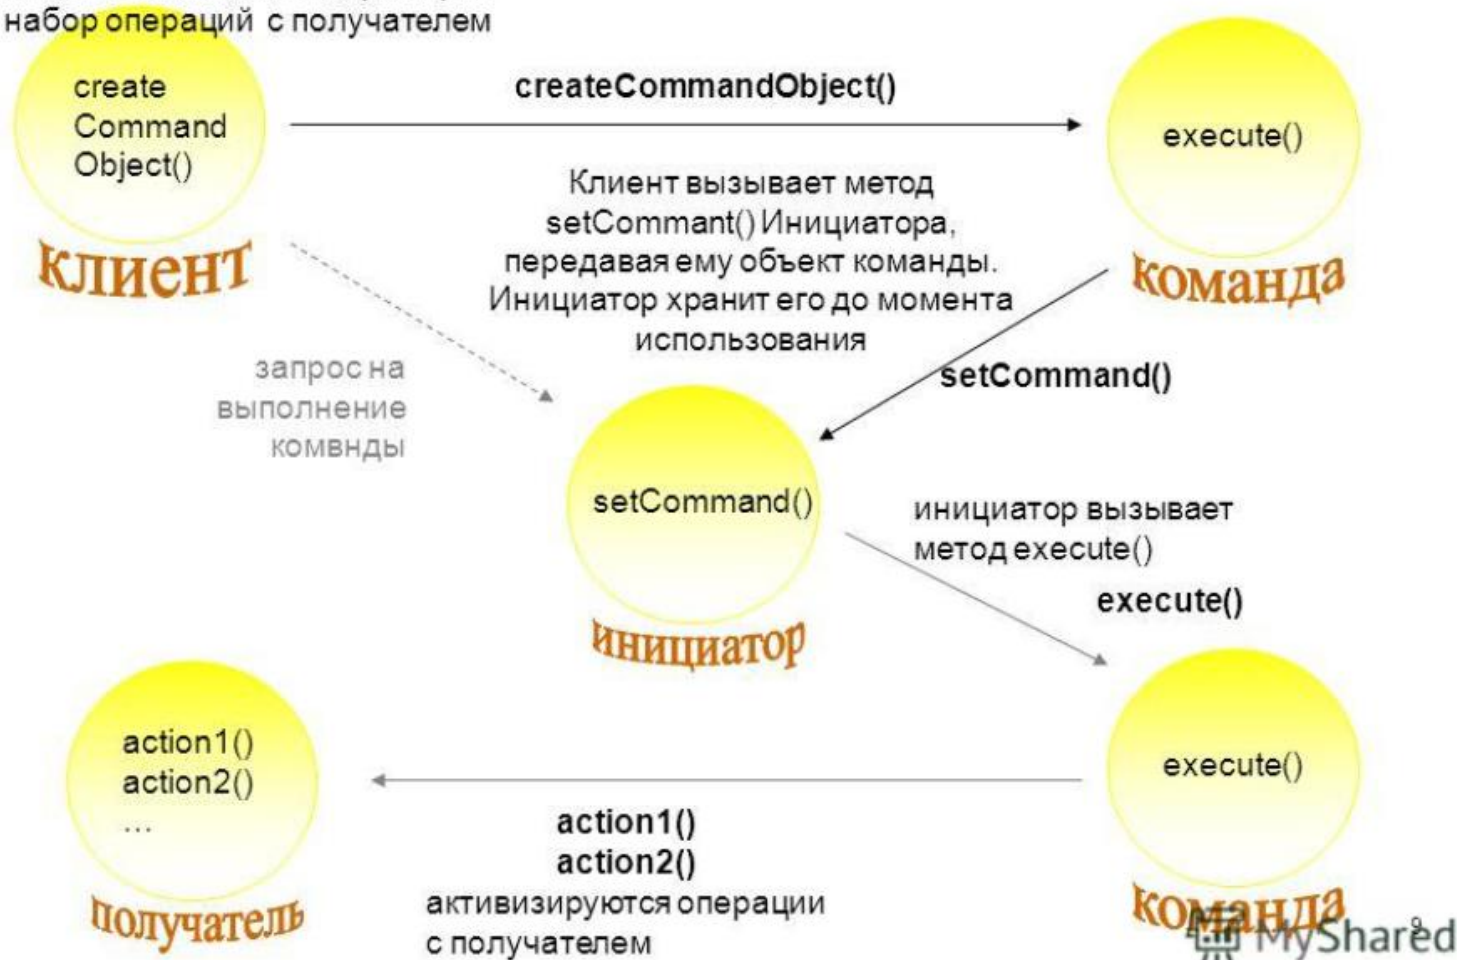 набор операций с получателем
create
Command
Object()
createCommandObject()
execute()
Клиент вызывает метод
setCommant() Инициатора,
передавая ему объект команды.
Инициатор хранит его до момента
использования
клиент
команда
запрос на
выполнение
комвнды
setCommand()
setCommand()
инициатор вызывает
метод execute()
execute()
инициатор
action1()
action2()
...
execute()
action1()
action2()
активизируются операции
с получателем
получатель
команда
MyShared
9